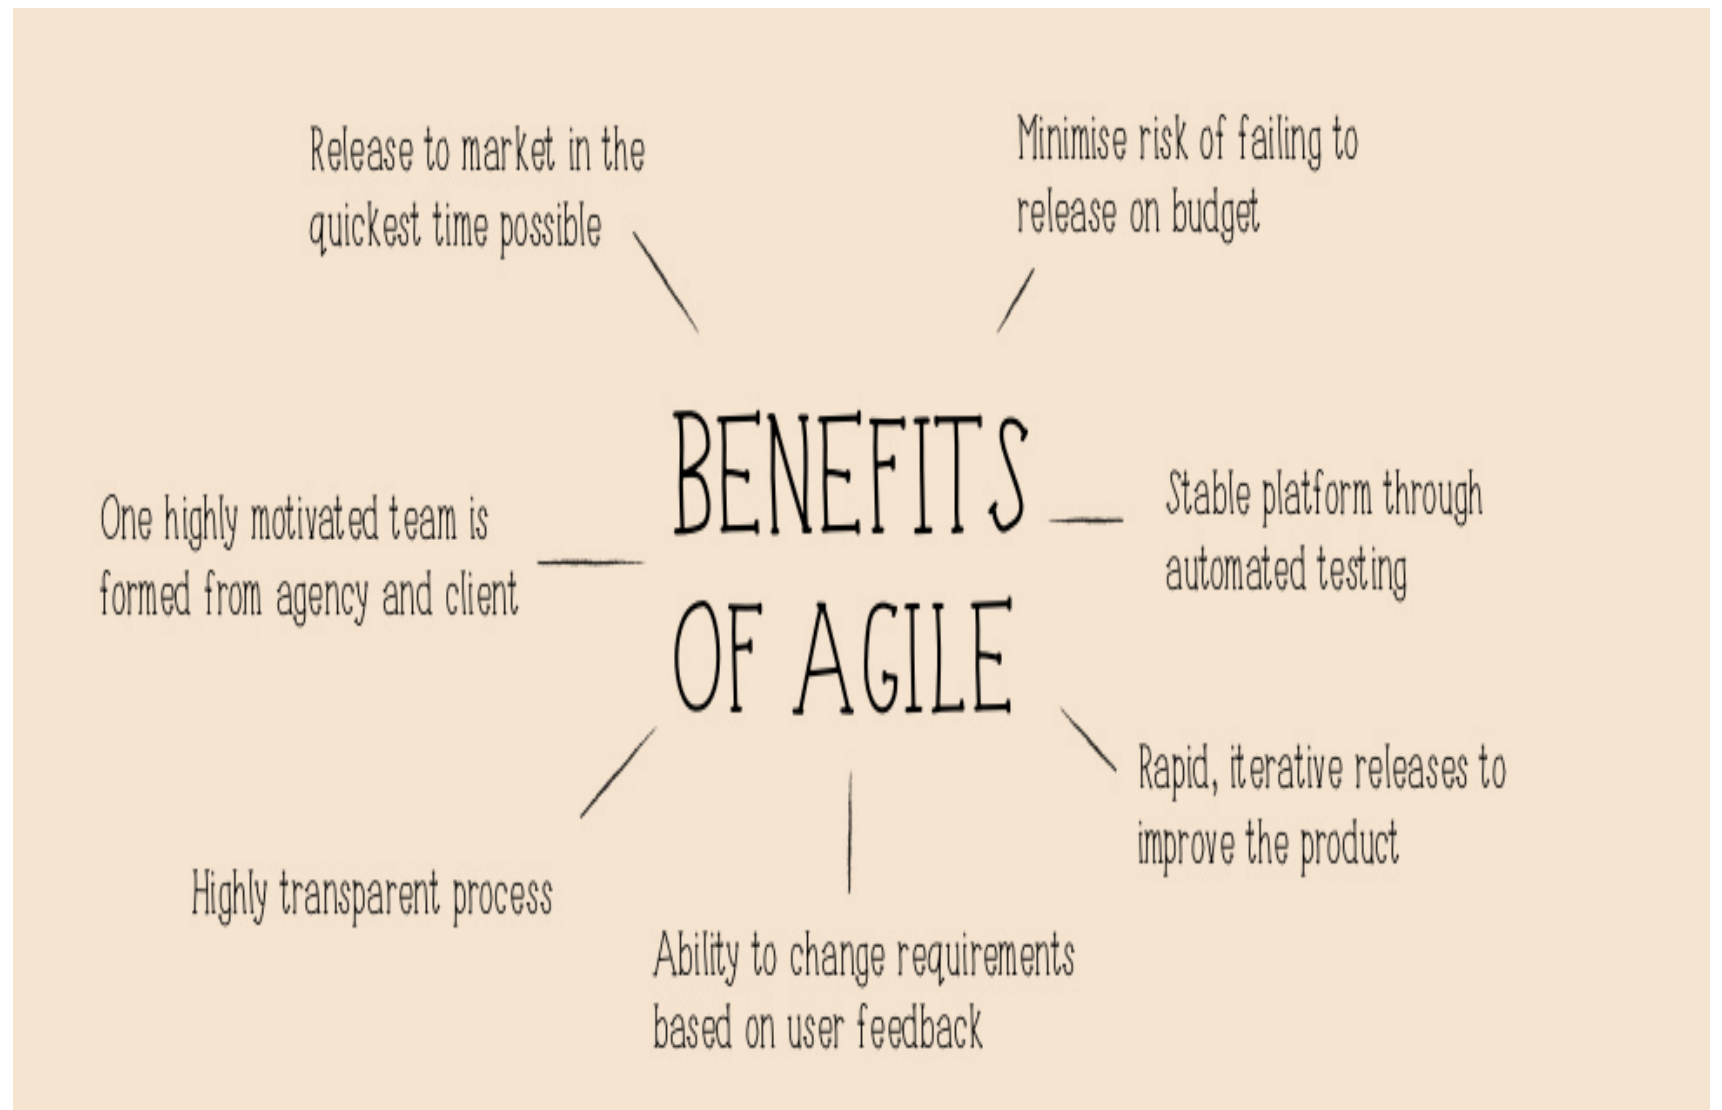 Release to market in the
quickest time possible
Minimise risk of failing to
release on budget
BENEFITS
OF AGILE
One highly motivated team is
formed from agency and client
Stable platform through
automated testing
Rapid, iterative releases to
improve the product
Highly transparent process
Ability to change requirements
based on user feedback